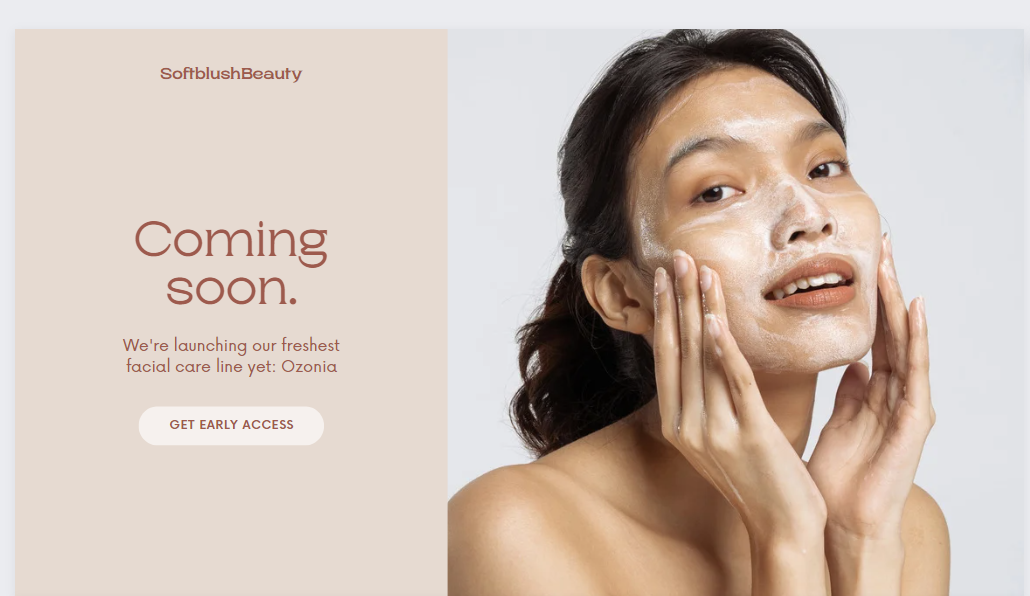 SoftblushBeauty
Coming
soon.
We're launching our freshest
facial care line yet: Ozonia
GET EARLY ACCESS